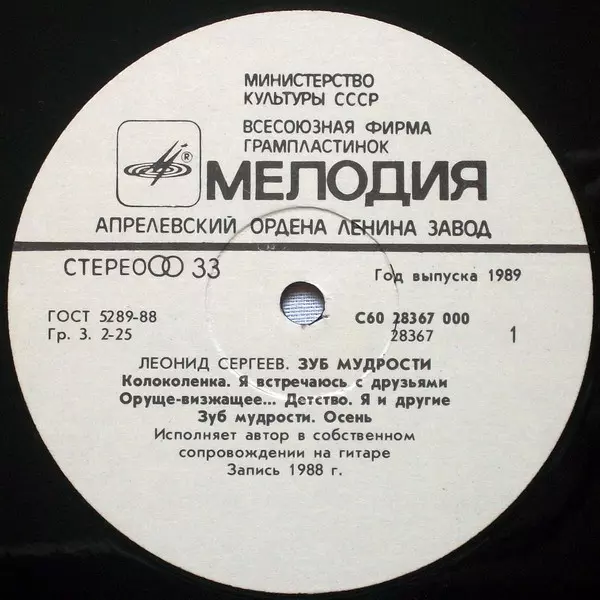 МИНИСТЕРСТВО
КУЛЬТУРЫ СССР
ВСЕСОЮЗНАЯ ФИРМА
ГРАМПЛАСТИНОК
®
МЕЛОДИЯ
АПРЕЛЕВСКИЙ ОРДЕНА ЛЕНИНА ЗАВОД
СТЕРЕО 33
Год выпуска 1989
ГОСТ 5289-88
Гр. 3. 2-25
С60 28367 000
28367
1
ЛЕОНИД СЕРГЕЕВ. ЗУБ МУДРОСТИ
Колоколенка. Я встречаюсь с друзьями
Оруще-визжащее... Детство. Я и другие
Зуб мудрости. Осень
Исполняет автор в собственном
сопровождении на гитаре
Запись 1988 г.